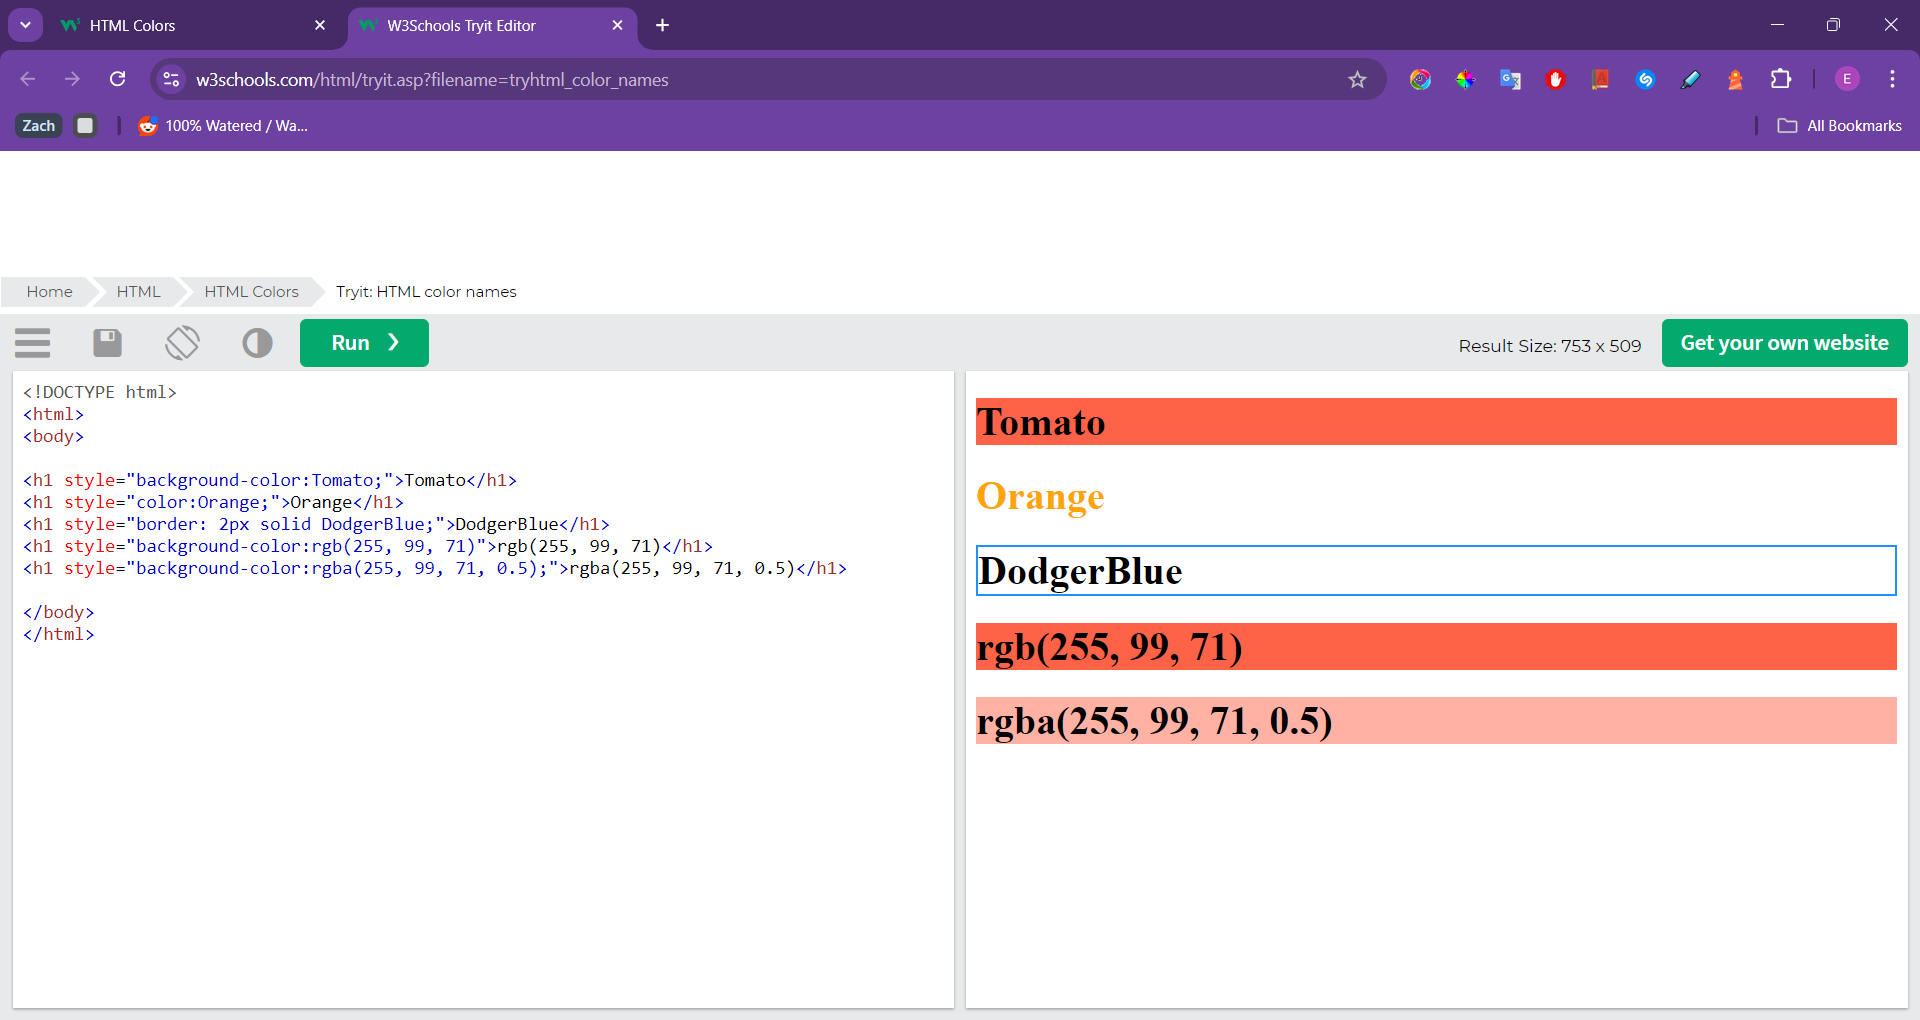 HTML Colors
W3Schools Tryit Editor
w3schools.com/html/tryit.asp?filename=tryhtml_color_names
E
Zach
100% Watered / Wa...
All Bookmarks
Home
HTML
HTML Colors
Tryit: HTML color names
Run ❯
Result Size: 753 x 509
Get your own website
<!DOCTYPE html>
<html>
<body>
<h1 style="background-color:Tomato;">Tomato</h1>
<h1 style="color:Orange;">Orange</h1>
<h1 style="border: 2px solid DodgerBlue;">DodgerBlue</h1>
<h1 style="background-color:rgb(255, 99, 71)">rgb(255, 99, 71)</h1>
<h1 style="background-color:rgba(255, 99, 71, 0.5);">rgba(255, 99, 71, 0.5)</h1>
</body>
</html>
Tomato
Orange
DodgerBlue
rgb(255, 99, 71)
rgba(255, 99, 71, 0.5)